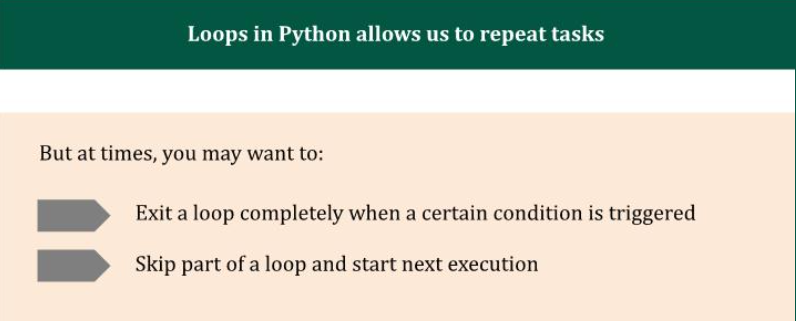 Loops in Python allows us to repeat tasks
But at times, you may want to:
Exit a loop completely when a certain condition is triggered
Skip part of a loop and start next execution